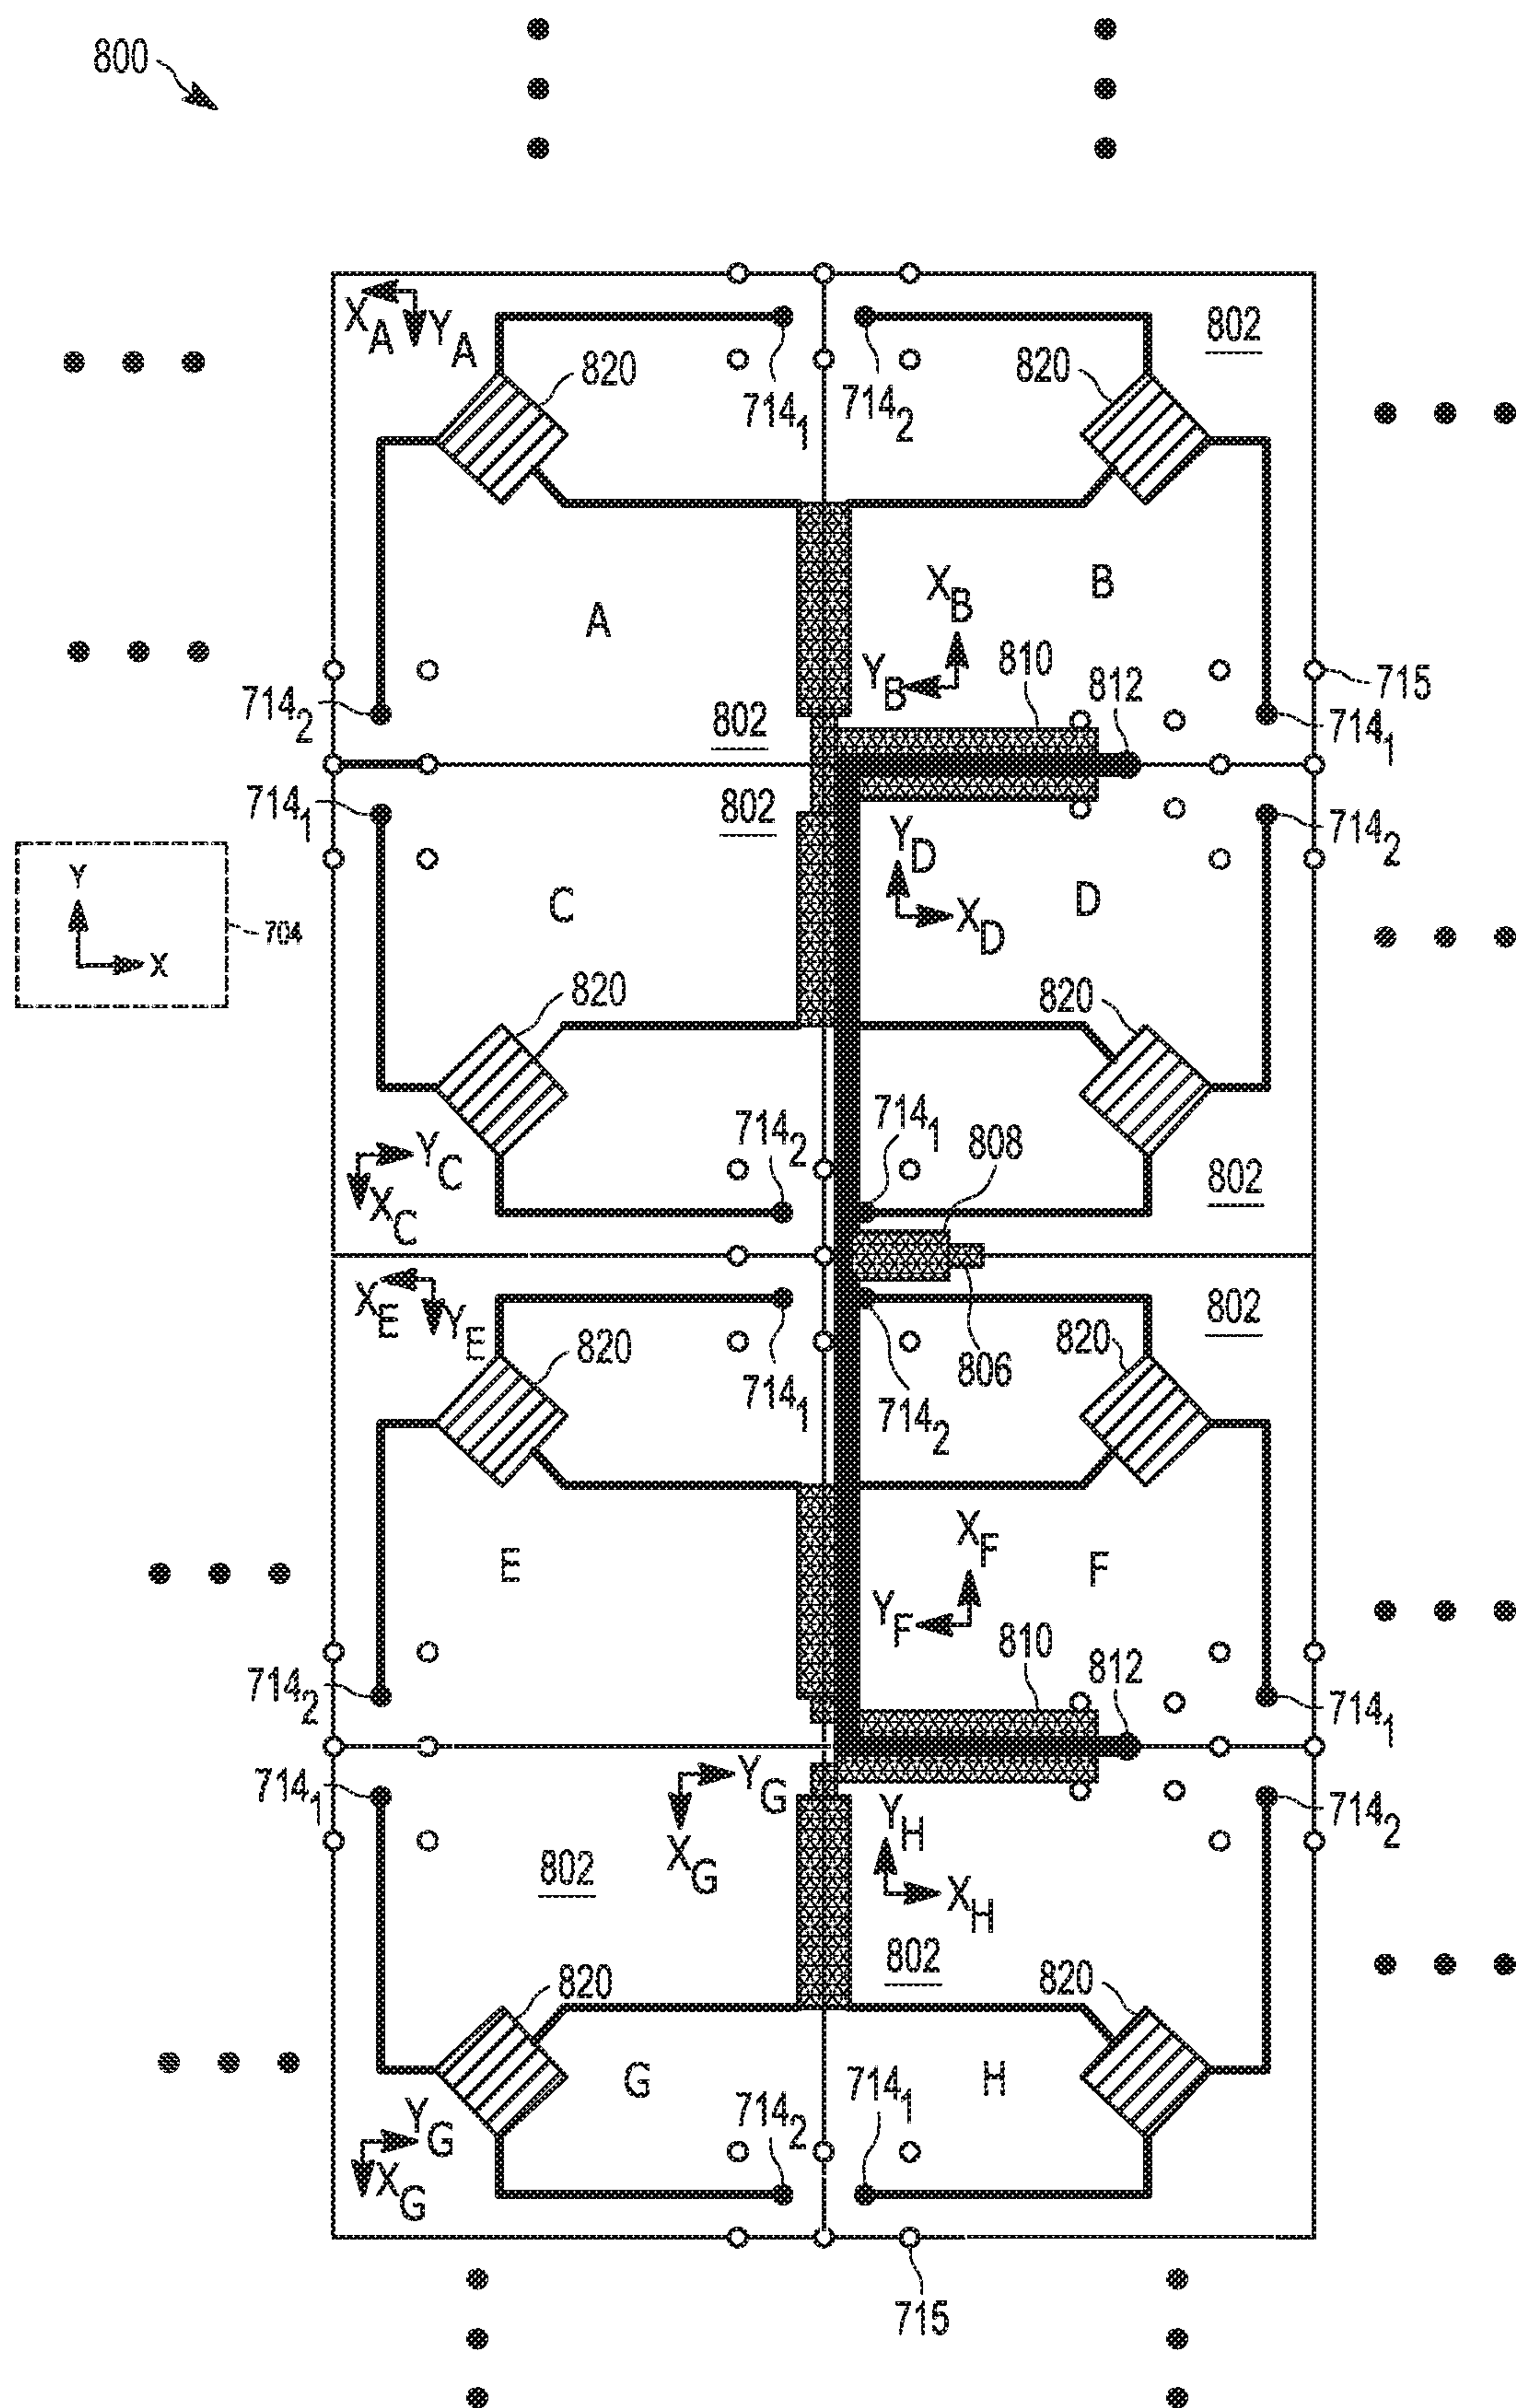 800
X_A Y_A
802
820
820
714_1
714_2
A
X_B
B
Y_B
810
812
715
714_2
802
714_1
714_1
802
714_2
Y_D
X_D
D
C
Y
X
704
820
820
714_2
714_1
808
Y_C
X_C
802
X_E Y_E
802
820
820
806
714_1
714_2
E
X_F
F
Y_F
810
812
714_2
714_1
714_1
Y_G
X_G
Y_H
X_H
714_2
802
802
820
820
G
H
714_2
714_1
Y_G
X_G
715